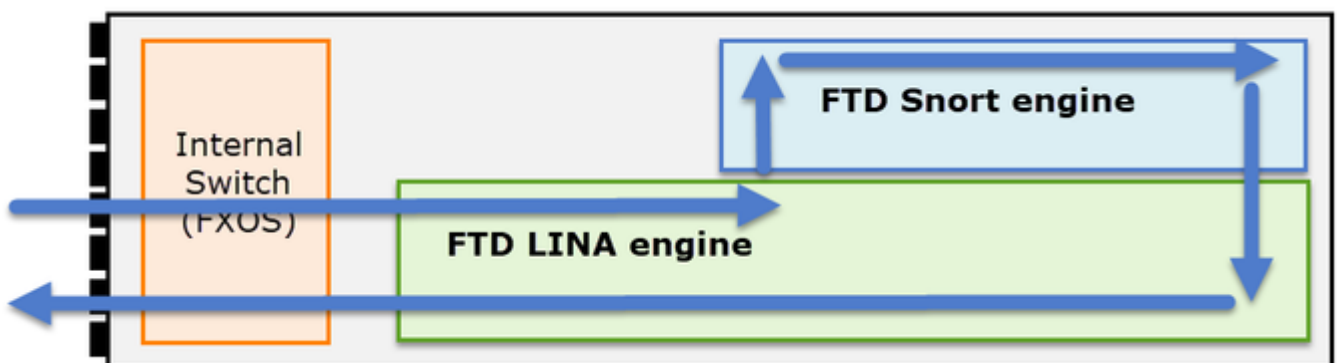 Internal
Switch
(FXOS)
FTD Snort engine
FTD LINA engine